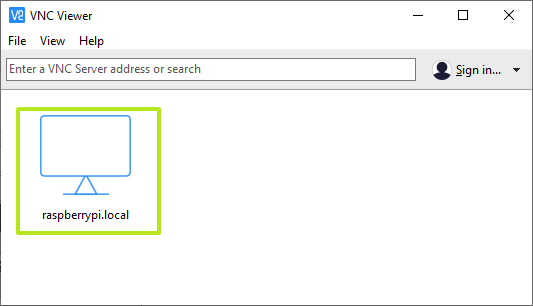 VNC Viewer
File View Help
Enter a VNC Server address or search
Sign in...
raspberrypi.local